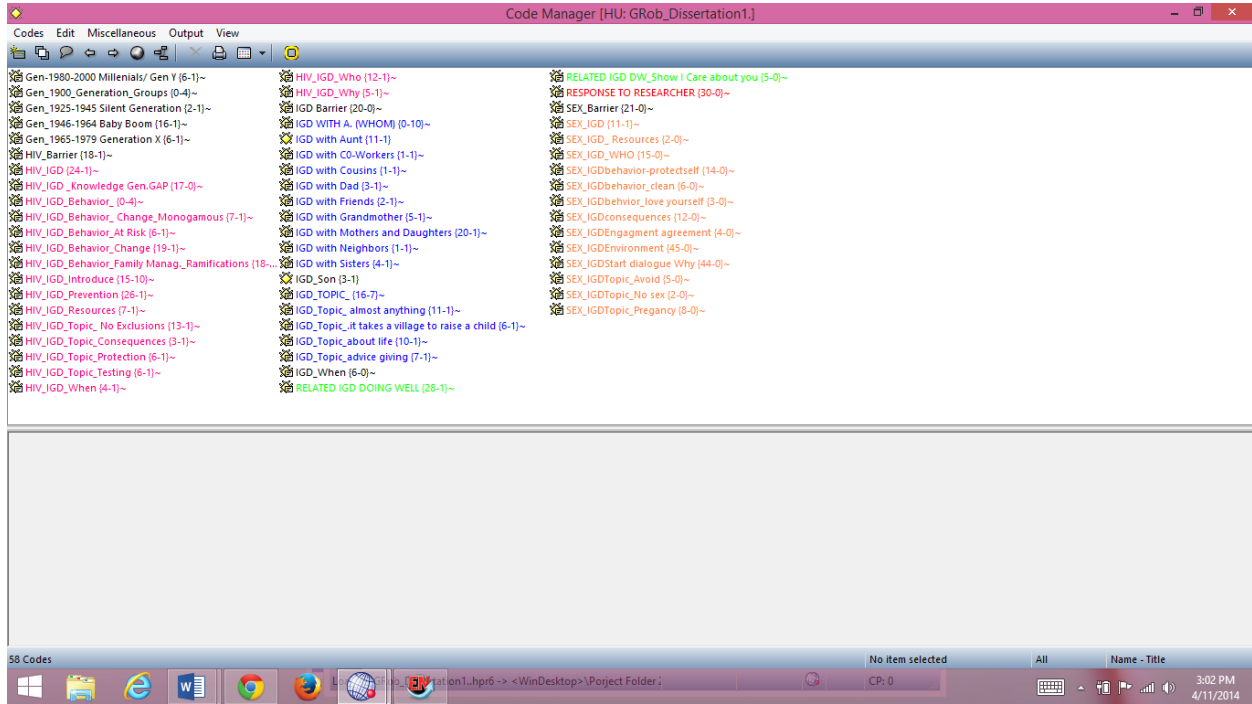 Code Manager [HU: GRob_Dissertation1.]
Codes Edit Miscellaneous Output View
Gen-1980-2000 Millenials/ Gen Y {6-1}~
Gen_1900_Generation_Groups {0-4}~
Gen_1925-1945 Silent Generation {2-1}~
Gen_1946-1964 Baby Boom {16-1}~
Gen_1965-1979 Generation X {6-1}~
HIV_Barrier {18-1}~
HIV_IGD {24-1}~
HIV_IGD _Knowledge Gen.GAP {17-0}~
HIV_IGD_Behavior_ {0-4}~
HIV_IGD_Behavior_ Change_Monogamous {7-1}~
HIV_IGD_Behavior_At Risk {6-1}~
HIV_IGD_Behavior_Change {19-1}~
HIV_IGD_Behavior_Family Manag._Ramifications {18-...
HIV_IGD_Introduce {15-10}~
HIV_IGD_Prevention {26-1}~
HIV_IGD_Resources {7-1}~
HIV_IGD_Topic_ No Exclusions {13-1}~
HIV_IGD_Topic_Consequences {3-1}~
HIV_IGD_Topic_Protection {6-1}~
HIV_IGD_Topic_Testing {6-1}~
HIV_IGD_When {4-1}~
HIV_IGD_Who {12-1}~
HIV_IGD_Why {5-1}~
IGD Barrier {20-0}~
IGD WITH A. (WHOM) {0-10}~
IGD with Aunt {11-1}
IGD with C0-Workers {1-1}~
IGD with Cousins {1-1}~
IGD with Dad {3-1}~
IGD with Friends {2-1}~
IGD with Grandmother {5-1}~
IGD with Mothers and Daughters {20-1}~
IGD with Neighbors {1-1}~
IGD with Sisters {4-1}~
IGD_Son {3-1}
IGD_TOPIC_ {16-7}~
IGD_Topic_ almost anything {11-1}~
IGD_Topic_.it takes a village to raise a child {6-1}~
IGD_Topic_about life {10-1}~
IGD_Topic_advice giving {7-1}~
IGD_When {6-0}~
RELATED IGD DOING WELL {28-1}~
RELATED IGD DW_Show I Care about you {5-0}~
RESPONSE TO RESEARCHER {30-0}~
SEX_Barrier {21-0}~
SEX_IGD {11-1}~
SEX_IGD_ Resources {2-0}~
SEX_IGD_WHO {15-0}~
SEX_IGDbehavior-protectself {14-0}~
SEX_IGDbehavior_clean {6-0}~
SEX_IGDbehvior_love yourself {3-0}~
SEX_IGDconsequences {12-0}~
SEX_IGDEngagment agreement {4-0}~
SEX_IGDEnvironment {45-0}~
SEX_IGDStart dialogue Why {44-0}~
SEX_IGDTopic_Avoid {5-0}~
SEX_IGDTopic_No sex {2-0}~
SEX_IGDTopic_Pregancy {8-0}~
58 Codes
No item selected
All
Name - Title
tation1..hpr6 -> <WinDesktop>\Porject Folder
CP: 0
3:02 PM
4/11/2014